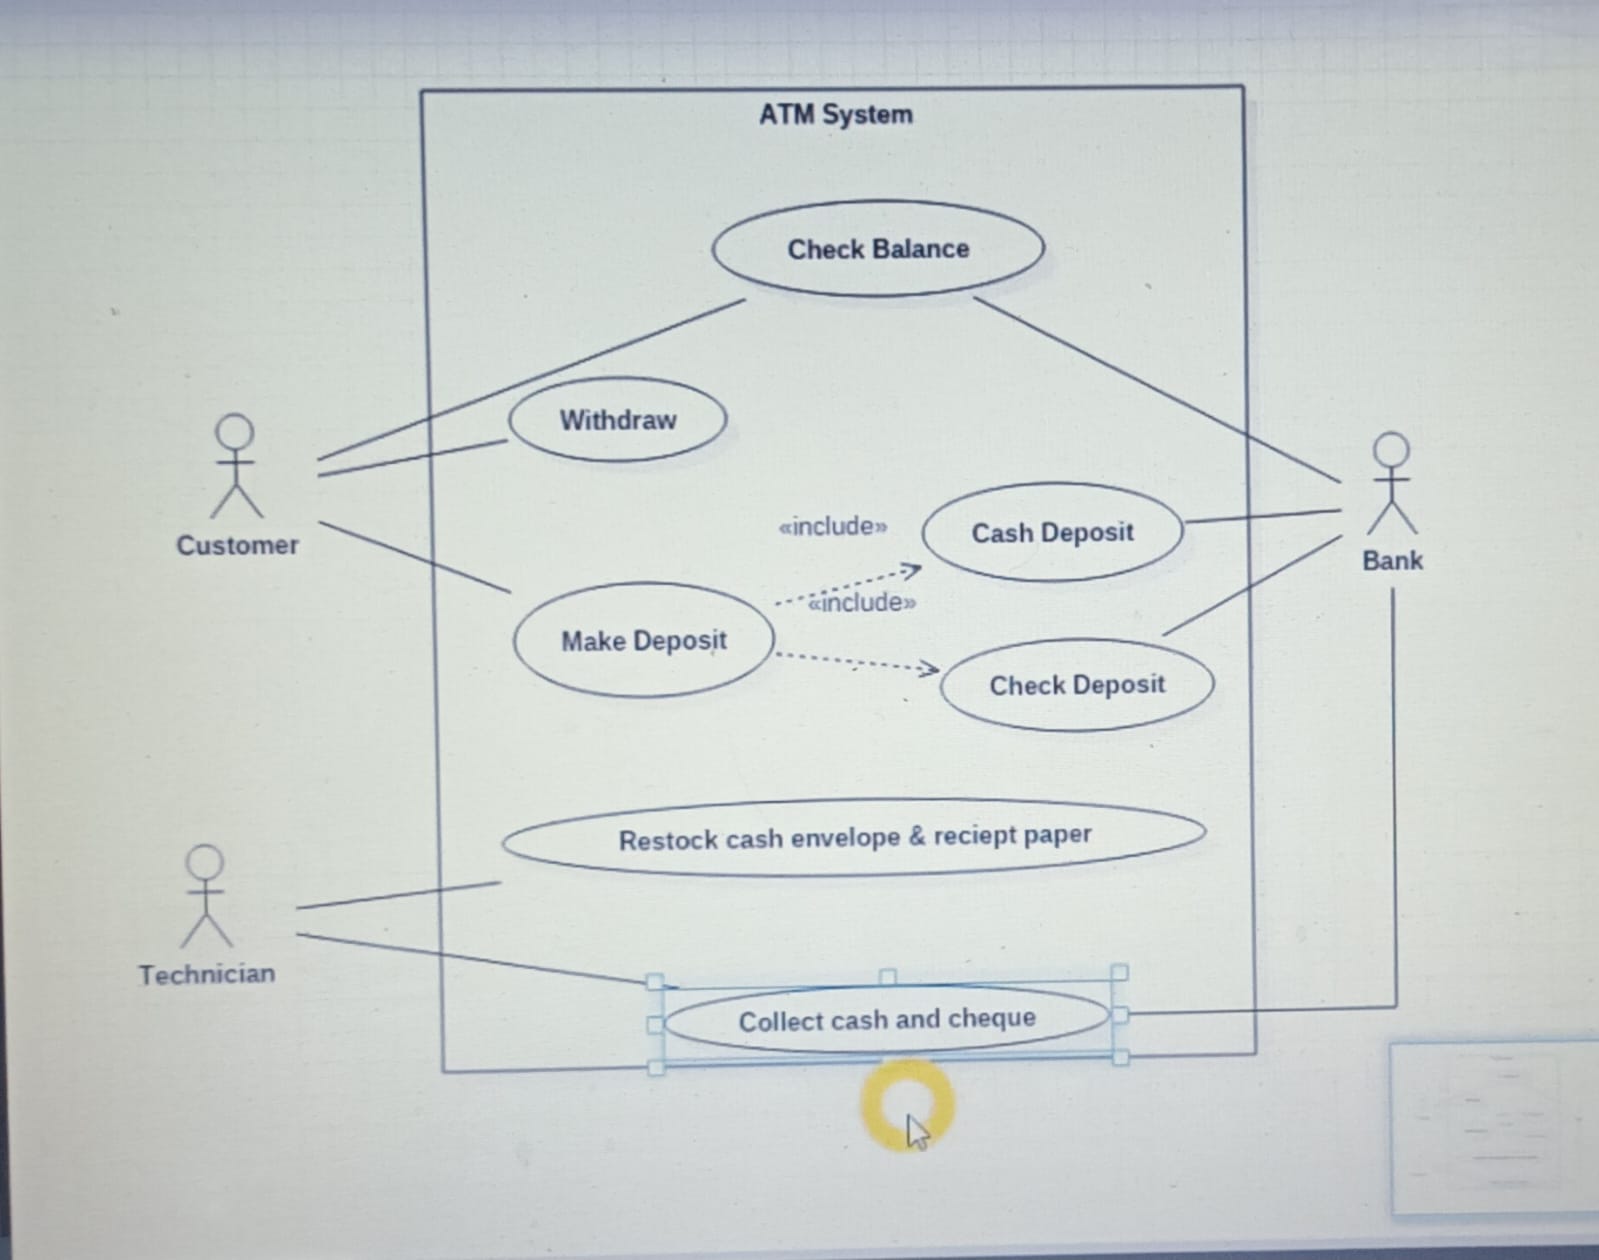 ATM System
Check Balance
Withdraw
Customer
«include»
Cash Deposit
Bank
«include»
Make Deposit
Check Deposit
Restock cash envelope & reciept paper
Technician
Collect cash and cheque